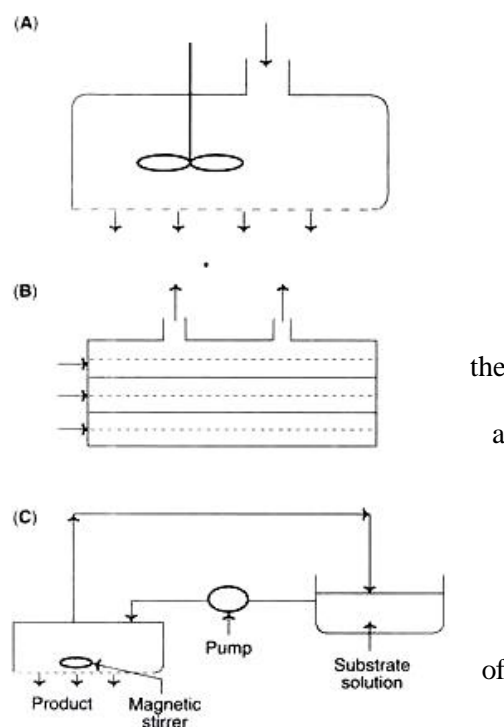 (A)
(B)
the
a
(C)
Pump
Substrate
solution
of
Product
Magnetic
stirrer